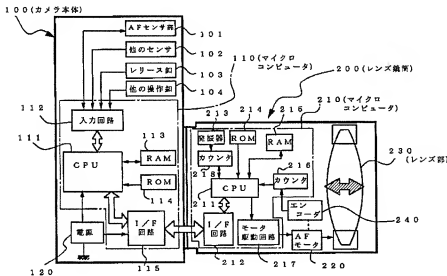 100(カメラ本体)
AFセンサ部
101
他のセンサ
102
レリース釦
103
他の操作釦
104
110(マイクロコンピュータ)
200(レンズ鏡筒)
112
入力回路
111
CPU
113
RAM
ROM
114
電源
120
I/F回路
115
213
214
216
210(マイクロコンピュータ)
発振器
ROM
RAM
230(レンズ部)
カウンタ
218
216
CPU
カウンタ
211
エンコーダ
240
I/F回路
212
モータ駆動回路
217
AFモータ
220